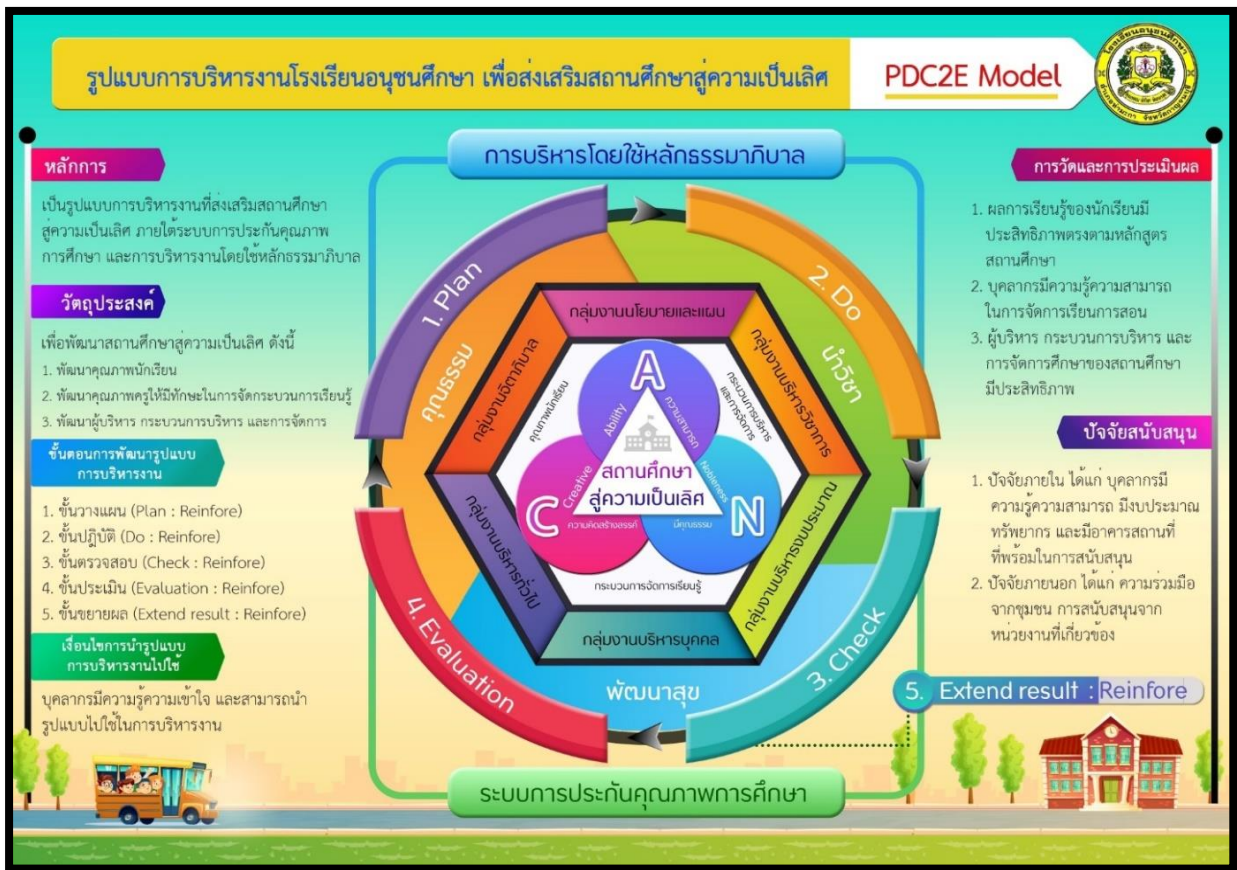 รูปแบบการบริหารงานโรงเรียนอนุชนศึกษา เพื่อส่งเสริมสถานศึกษาสู่ความเป็นเลิศ
PDC2E Model
โรงเรียนอนุชนศึกษา
อำเภอท่ามะกา จังหวัดกาญจนบุรี
หลักการ
เป็นรูปแบบการบริหารงานที่ส่งเสริมสถานศึกษา
สู่ความเป็นเลิศ ภายใต้ระบบการประกันคุณภาพ
การศึกษา และการบริหารงานโดยใช้หลักธรรมาภิบาล
วัตถุประสงค์
เพื่อพัฒนาสถานศึกษาสู่ความเป็นเลิศ ดังนี้
1. พัฒนาคุณภาพนักเรียน
2. พัฒนาคุณภาพครูให้มีทักษะในการจัดกระบวนการเรียนรู้
3. พัฒนาผู้บริหาร กระบวนการบริหาร และการจัดการ
ขั้นตอนการพัฒนารูปแบบ
การบริหารงาน
1. ขั้นวางแผน (Plan : Reinfore)
2. ขั้นปฎิบัติ (Do : Reinfore)
3. ขั้นตรวจสอบ (Check : Reinfore)
4. ขั้นประเมิน (Evaluation : Reinfore)
5. ขั้นขยายผล (Extend result : Reinfore)
เงื่อนไขการนำรูปแบบ
การบริหารงานไปใช้
บุคลากรมีความรู้ความเข้าใจ และสามารถนำ
รูปแบบไปใช้ในการบริหารงาน
การบริหารโดยใช้หลักธรรมาภิบาล
1. Plan
2. Do
3. Check
4. Evaluation
คุณธรรม
นำวิชา
พัฒนาสุข
กลุ่มงานนโยบายและแผน
กลุ่มงานบริหารวิชาการ
กลุ่มงานบริหารงบประมาณ
กลุ่มงานบริหารบุคคล
กลุ่มงานบริหารทั่วไป
กลุ่มงานจิตาภิบาล
คุณภาพนักเรียน
กระบวนการบริหาร
และการจัดการ
กระบวนการจัดการเรียนรู้
A
Ability
ความสามารถ
C
Creative
ความคิดสร้างสรรค์
N
Nobleness
มีคุณธรรม
สถานศึกษา
สู่ความเป็นเลิศ
ระบบการประกันคุณภาพการศึกษา
การวัดและการประเมินผล
1. ผลการเรียนรู้ของนักเรียนมี
ประสิทธิภาพตรงตามหลักสูตร
สถานศึกษา
2. บุคลากรมีความรู้ความสามารถ
ในการจัดการเรียนการสอน
3. ผู้บริหาร กระบวนการบริหาร และ
การจัดการศึกษาของสถานศึกษา
มีประสิทธิภาพ
ปัจจัยสนับสนุน
1. ปัจจัยภายใน ได้แก่ บุคลากรมี
ความรู้ความสามารถ มีงบประมาณ
ทรัพยากร และมีอาคารสถานที่
ที่พร้อมในการสนับสนุน
2. ปัจจัยภายนอก ได้แก่ ความร่วมมือ
จากชุมชน การสนับสนุนจาก
หน่วยงานที่เกี่ยวของ
5. Extend result : Reinfore